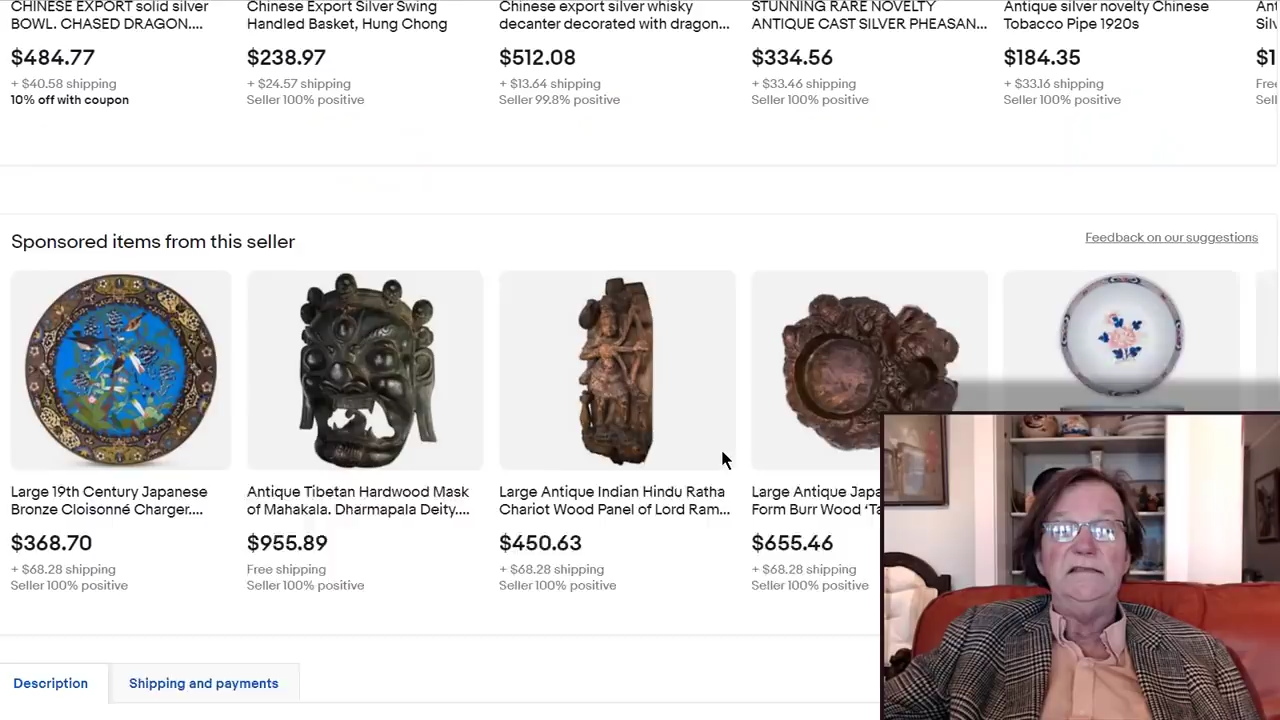 CHINESE EXPORT solid silver
BOWL. CHASED DRAGON....
$484.77
+ $40.58 shipping
10% off with coupon
Chinese Export Silver Swing
Handled Basket, Hung Chong
$238.97
+ $24.57 shipping
Seller 100% positive
Chinese export silver whisky
decanter decorated with dragon...
$512.08
+ $13.64 shipping
Seller 99.8% positive
STUNNING RARE NOVELTY
ANTIQUE CAST SILVER PHEASAN...
$334.56
+ $33.46 shipping
Seller 100% positive
Antique silver novelty Chinese
Tobacco Pipe 1920s
$184.35
+ $33.16 shipping
Seller 100% positive
Sponsored items from this seller
Feedback on our suggestions
Large 19th Century Japanese
Bronze Cloisonné Charger....
$368.70
+ $68.28 shipping
Seller 100% positive
Antique Tibetan Hardwood Mask
of Mahakala. Dharmapala Deity....
$955.89
Free shipping
Seller 100% positive
Large Antique Indian Hindu Ratha
Chariot Wood Panel of Lord Ram...
$450.63
+ $68.28 shipping
Seller 100% positive
Large Antique Japa
Form Burr Wood ‘Ta
$655.46
+ $68.28 shipping
Seller 100% positive
Description
Shipping and payments